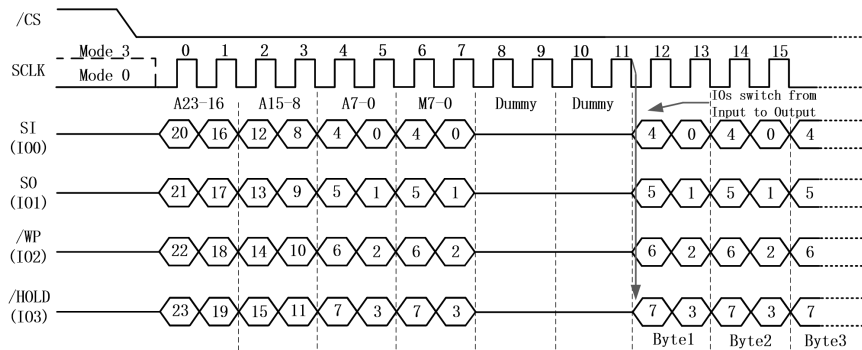 /CS
Mode 3 0 1 2 3 4 5 6 7 8 9 10 11 12 13 14 15
SCLK
Mode 0
A23-16 A15-8 A7-0 M7-0 Dummy Dummy
IOs switch from
Input to Output
SI
(IO0)
20 16 12 8 4 0 4 0 4 0 4 0 4
SO
(IO1)
21 17 13 9 5 1 5 1 5 1 5 1 5
/WP
(IO2)
22 18 14 10 6 2 6 2 6 2 6 2 6
/HOLD
(IO3)
23 19 15 11 7 3 7 3 7 3 7 3 7
Byte1 Byte2 Byte3